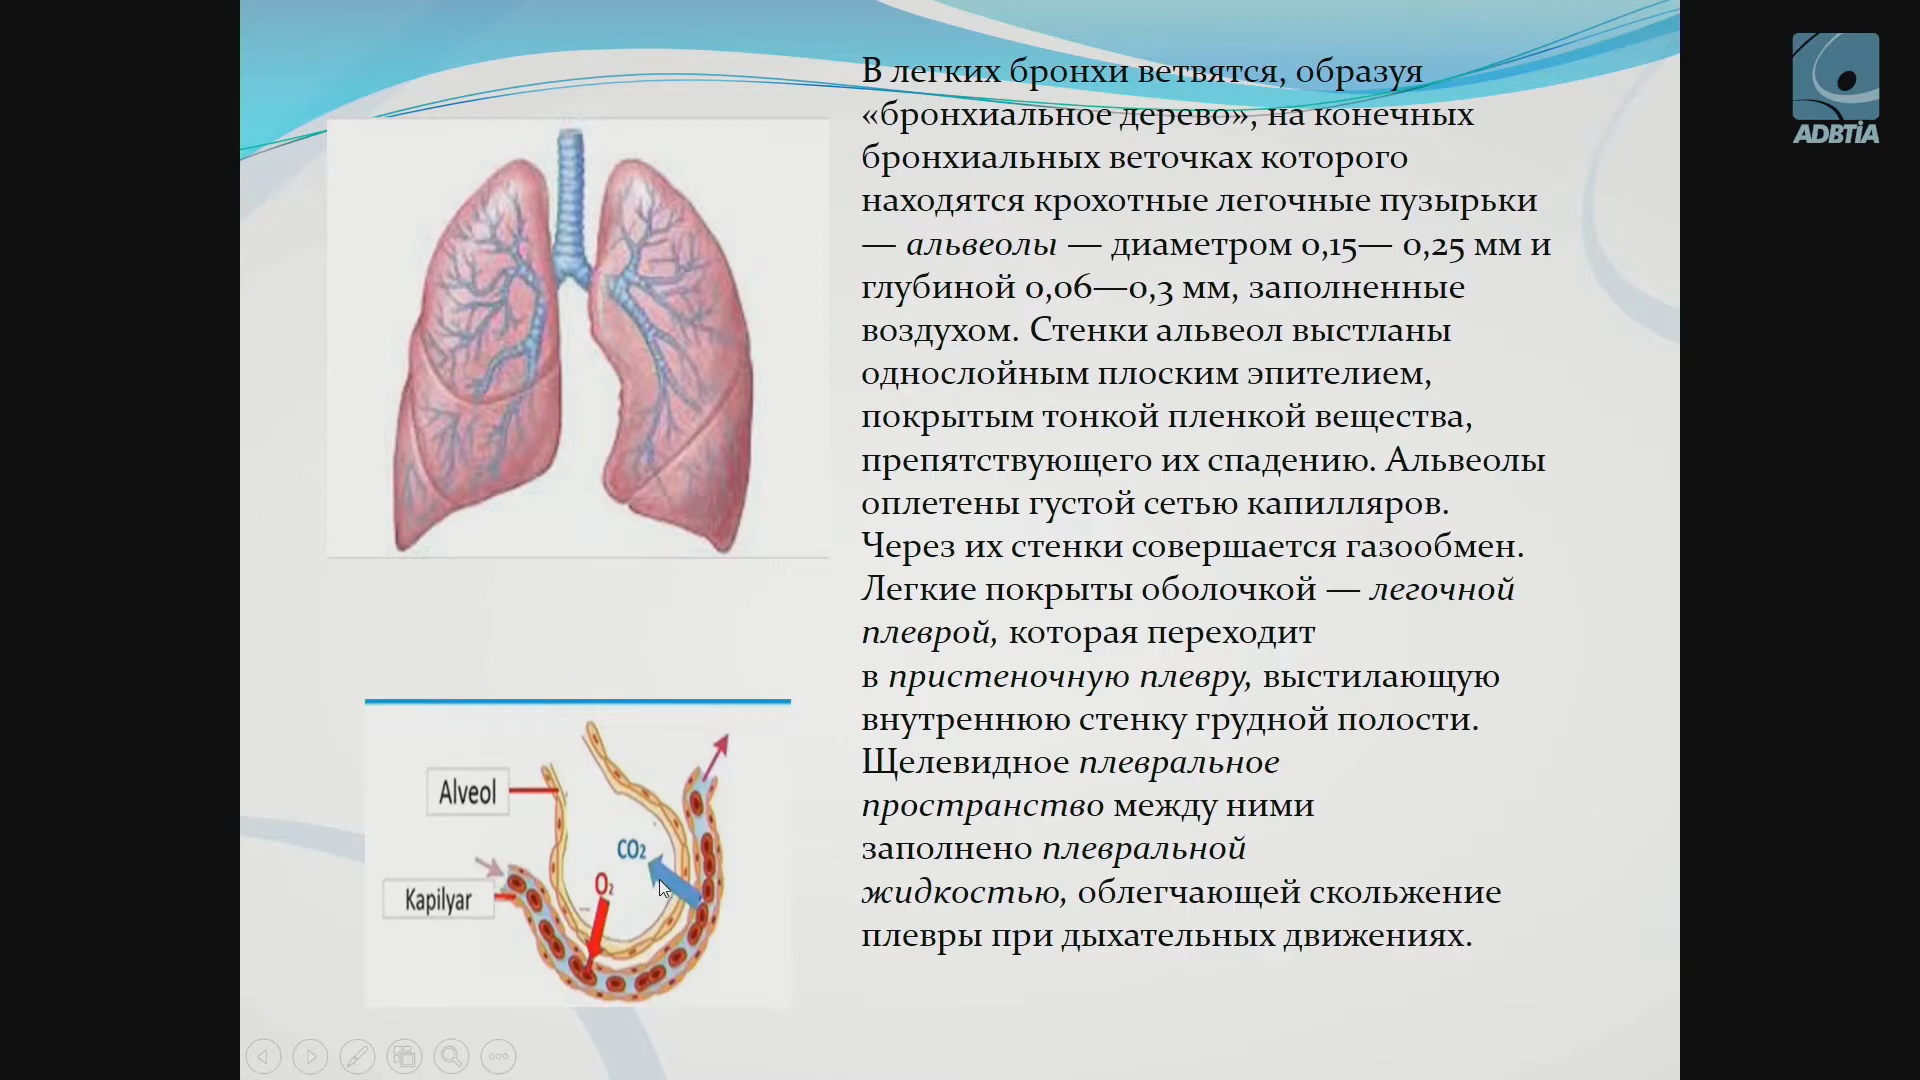 В легких бронхи ветвятся, образуя
«бронхиальное дерево», на конечных
бронхиальных веточках которого
находятся крохотные легочные пузырьки
— альвеолы — диаметром 0,15— 0,25 мм и
глубиной 0,06—0,3 мм, заполненные
воздухом. Стенки альвеол выстланы
однослойным плоским эпителием,
покрытым тонкой пленкой вещества,
препятствующего их спадению. Альвеолы
оплетены густой сетью капилляров.
Через их стенки совершается газообмен.
Легкие покрыты оболочкой — легочной
плеврой, которая переходит
в пристеночную плевру, выстилающую
внутреннюю стенку грудной полости.
Щелевидное плевральное
пространство между ними
заполнено плевральной
жидкостью, облегчающей скольжение
плевры при дыхательных движениях.
Alveol
CO2
O2
Kapilyar
ADBTİA